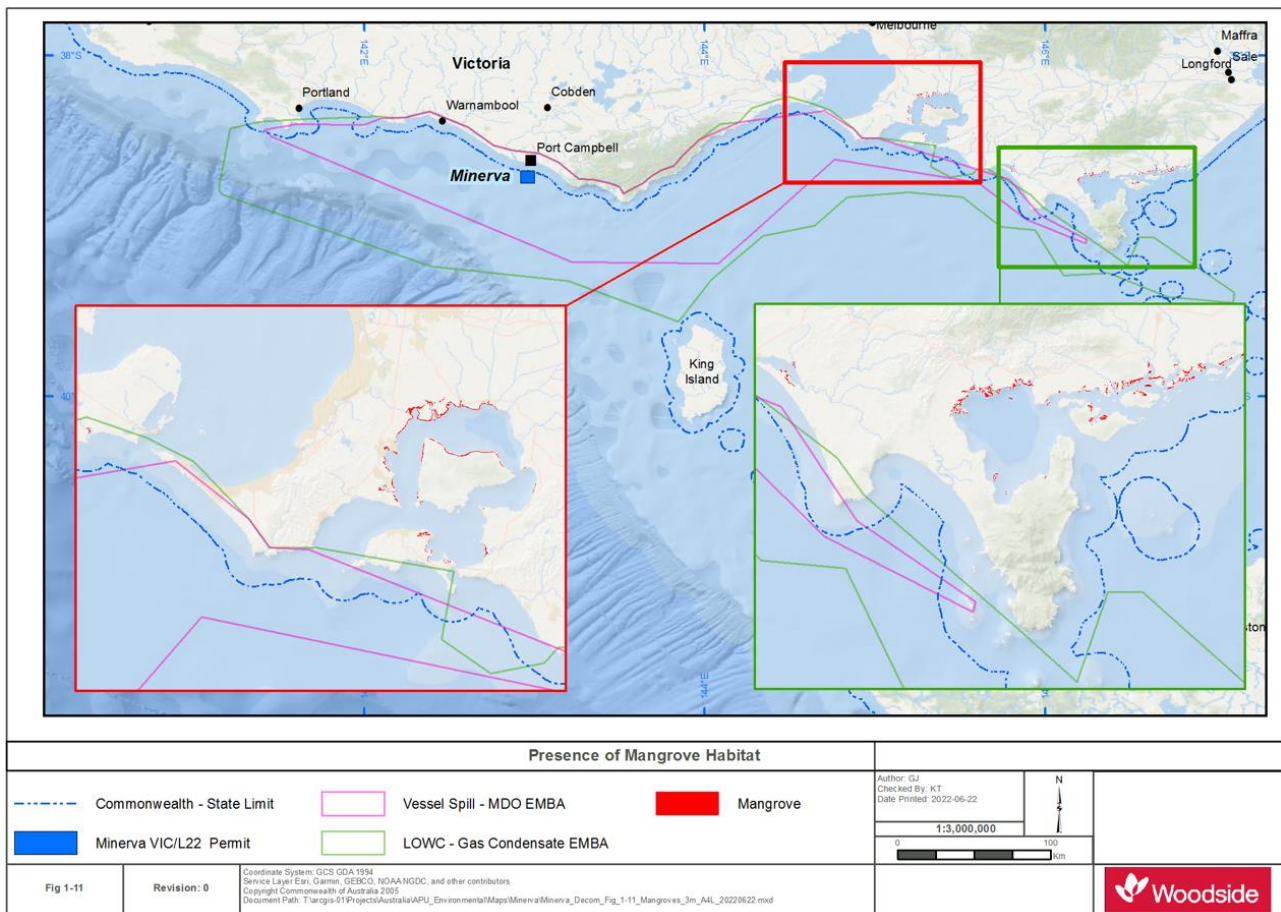 Melbourne
Maffra
38°S
142°E
144°E
146°E
Victoria
Longford
Sale
Portland
Cobden
Warnambool
Port Campbell
Minerva
King
Island
40°
142°
144°E
146°
Presence of Mangrove Habitat
Commonwealth - State Limit
Vessel Spill - MDO EMBA
Mangrove
Minerva VIC/L22 Permit
LOWC - Gas Condensate EMBA
Author: GJ
Checked By: KT
Date Printed: 2022-06-22
1:3,000,000
0 100
Km
N
Fig 1-11
Revision: 0
Coordinate System: GCS GDA 1994
Service Layer Esri, Garmin, GEBCO, NOAA NGDC, and other contributors
Copyright Commonwealth of Australia 2005
Document Path: T:\arcgis-01\Projects\Australia\APU_Environmental\Maps\Minerva\Minerva_Decom_Fig_1-11_Mangroves_3m_A4L_20220622.mxd
Woodside